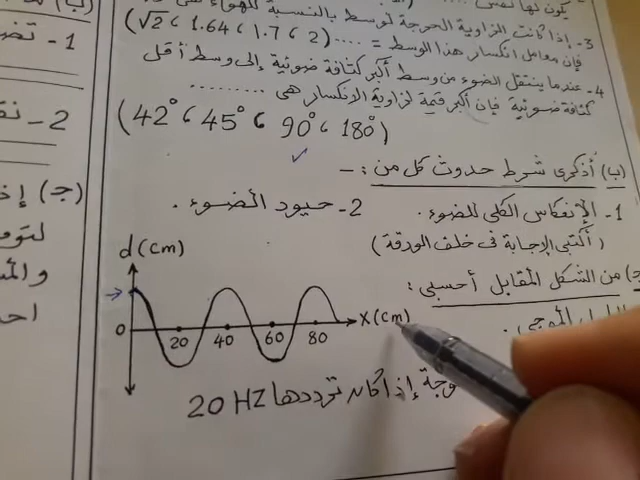 يكون لها نفس
3- إذا كانت الزاوية الحرجة لوسط بالنسبة للهواء
فإن معامل انكسار هذا الوسط = .... (2 ، 1.7 ، 1.64 ، √2)
4- عندما ينتقل الضوء من وسط أكبر كثافة ضوئية إلى وسط أقل
كثافة ضوئية فإن أكبر قيمة لزاوية الانكسار هى ........
(42° ، 45° ، 90° ، 180°)
(ب) أذكرى شرط حدوث كل من :-
1- الإنعكاس الكلى للضوء . 2- حيود الضوء .
(أكتبى الإجابة فى خلف الورقة)
ج) من الشكل المقابل أحسبى :
الموجى .
d (cm)
X (cm)
0 20 40 60 80
إذا كان ترددها 20 HZ
1- تض
2- نق
(ج) إذ
لتو
والم
احد